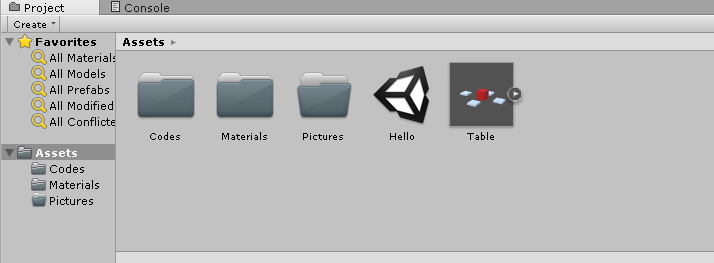 Project
Console
Create
Favorites
All Materials
All Models
All Prefabs
All Modified
All Conflicte
Assets
Codes
Materials
Pictures
Assets
Codes
Materials
Pictures
Hello
Table